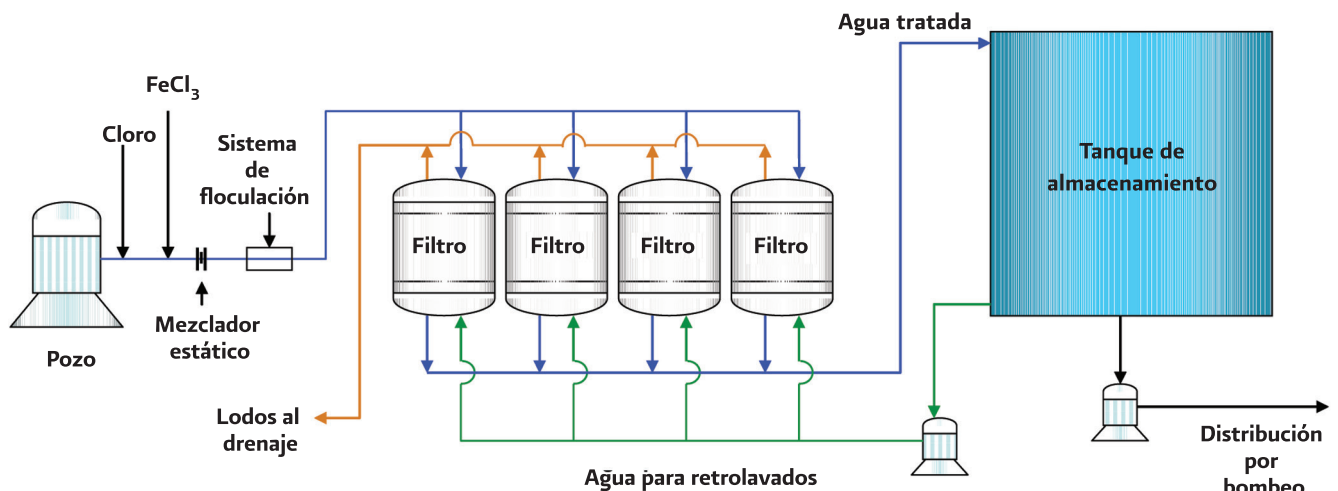 Agua tratada
FeCl₃
Cloro
Sistema
de
floculación
Tanque de
almacenamiento
Filtro
Filtro
Filtro
Filtro
Mezclador
estático
Pozo
Lodos al
drenaje
Agua para retrolavados
Distribución
por
bombeo